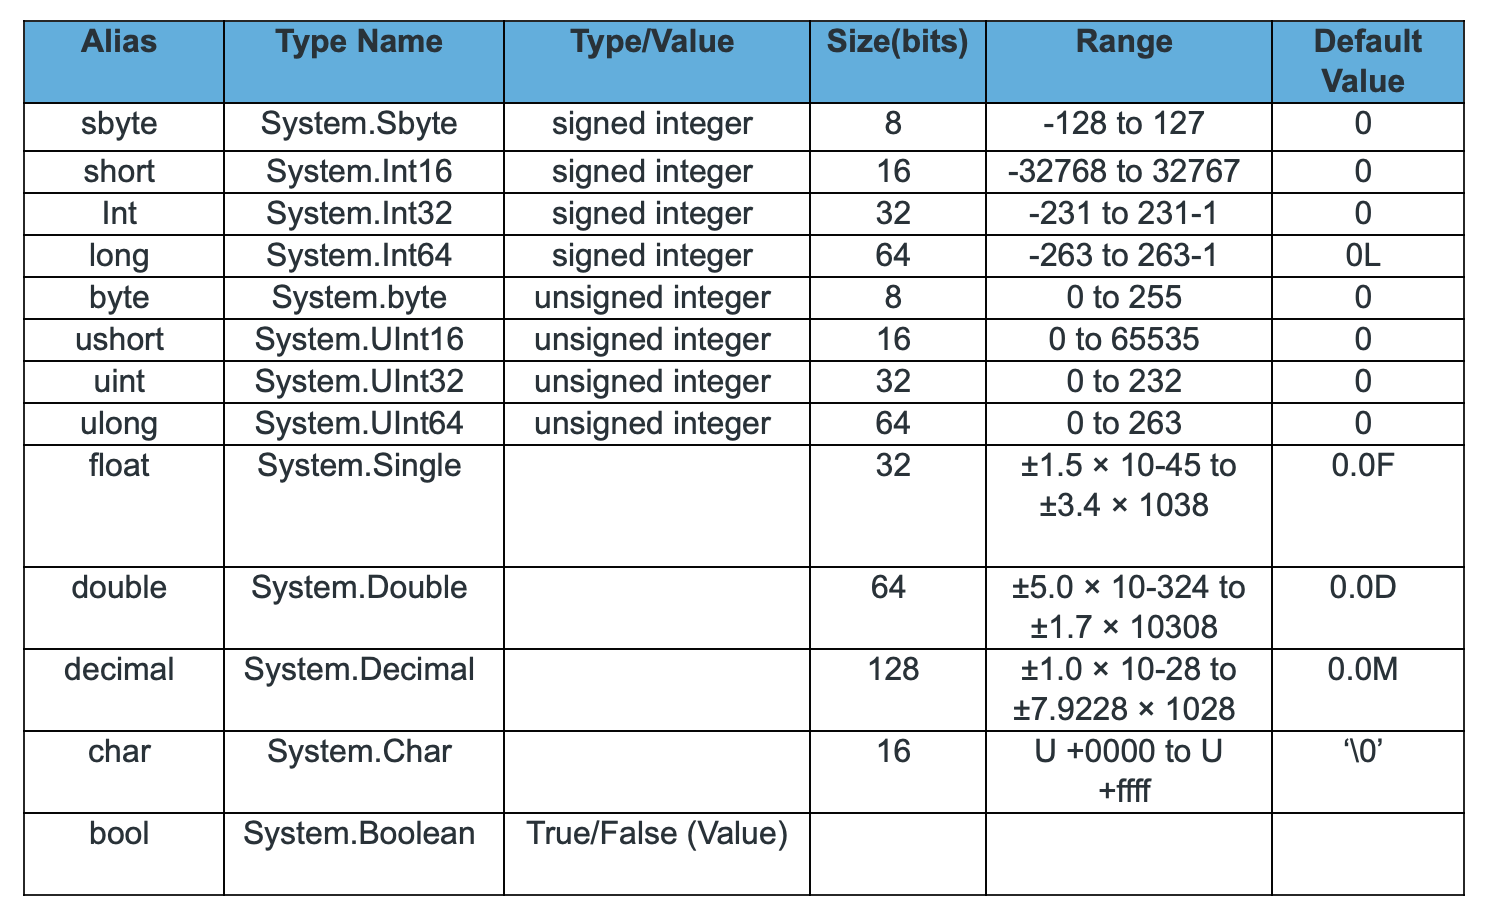 Alias Type Name Type/Value Size(bits) Range Default
Value
sbyte System.Sbyte signed integer 8 -128 to 127 0
short System.Int16 signed integer 16 -32768 to 32767 0
Int System.Int32 signed integer 32 -231 to 231-1 0
long System.Int64 signed integer 64 -263 to 263-1 0L
byte System.byte unsigned integer 8 0 to 255 0
ushort System.UInt16 unsigned integer 16 0 to 65535 0
uint System.UInt32 unsigned integer 32 0 to 232 0
ulong System.UInt64 unsigned integer 64 0 to 263 0
float System.Single 32 ±1.5 × 10-45 to 0.0F
±3.4 × 1038
double System.Double 64 ±5.0 × 10-324 to 0.0D
±1.7 × 10308
decimal System.Decimal 128 ±1.0 × 10-28 to 0.0M
±7.9228 × 1028
char System.Char 16 U +0000 to U ‘\0’
+ffff
bool System.Boolean True/False (Value)